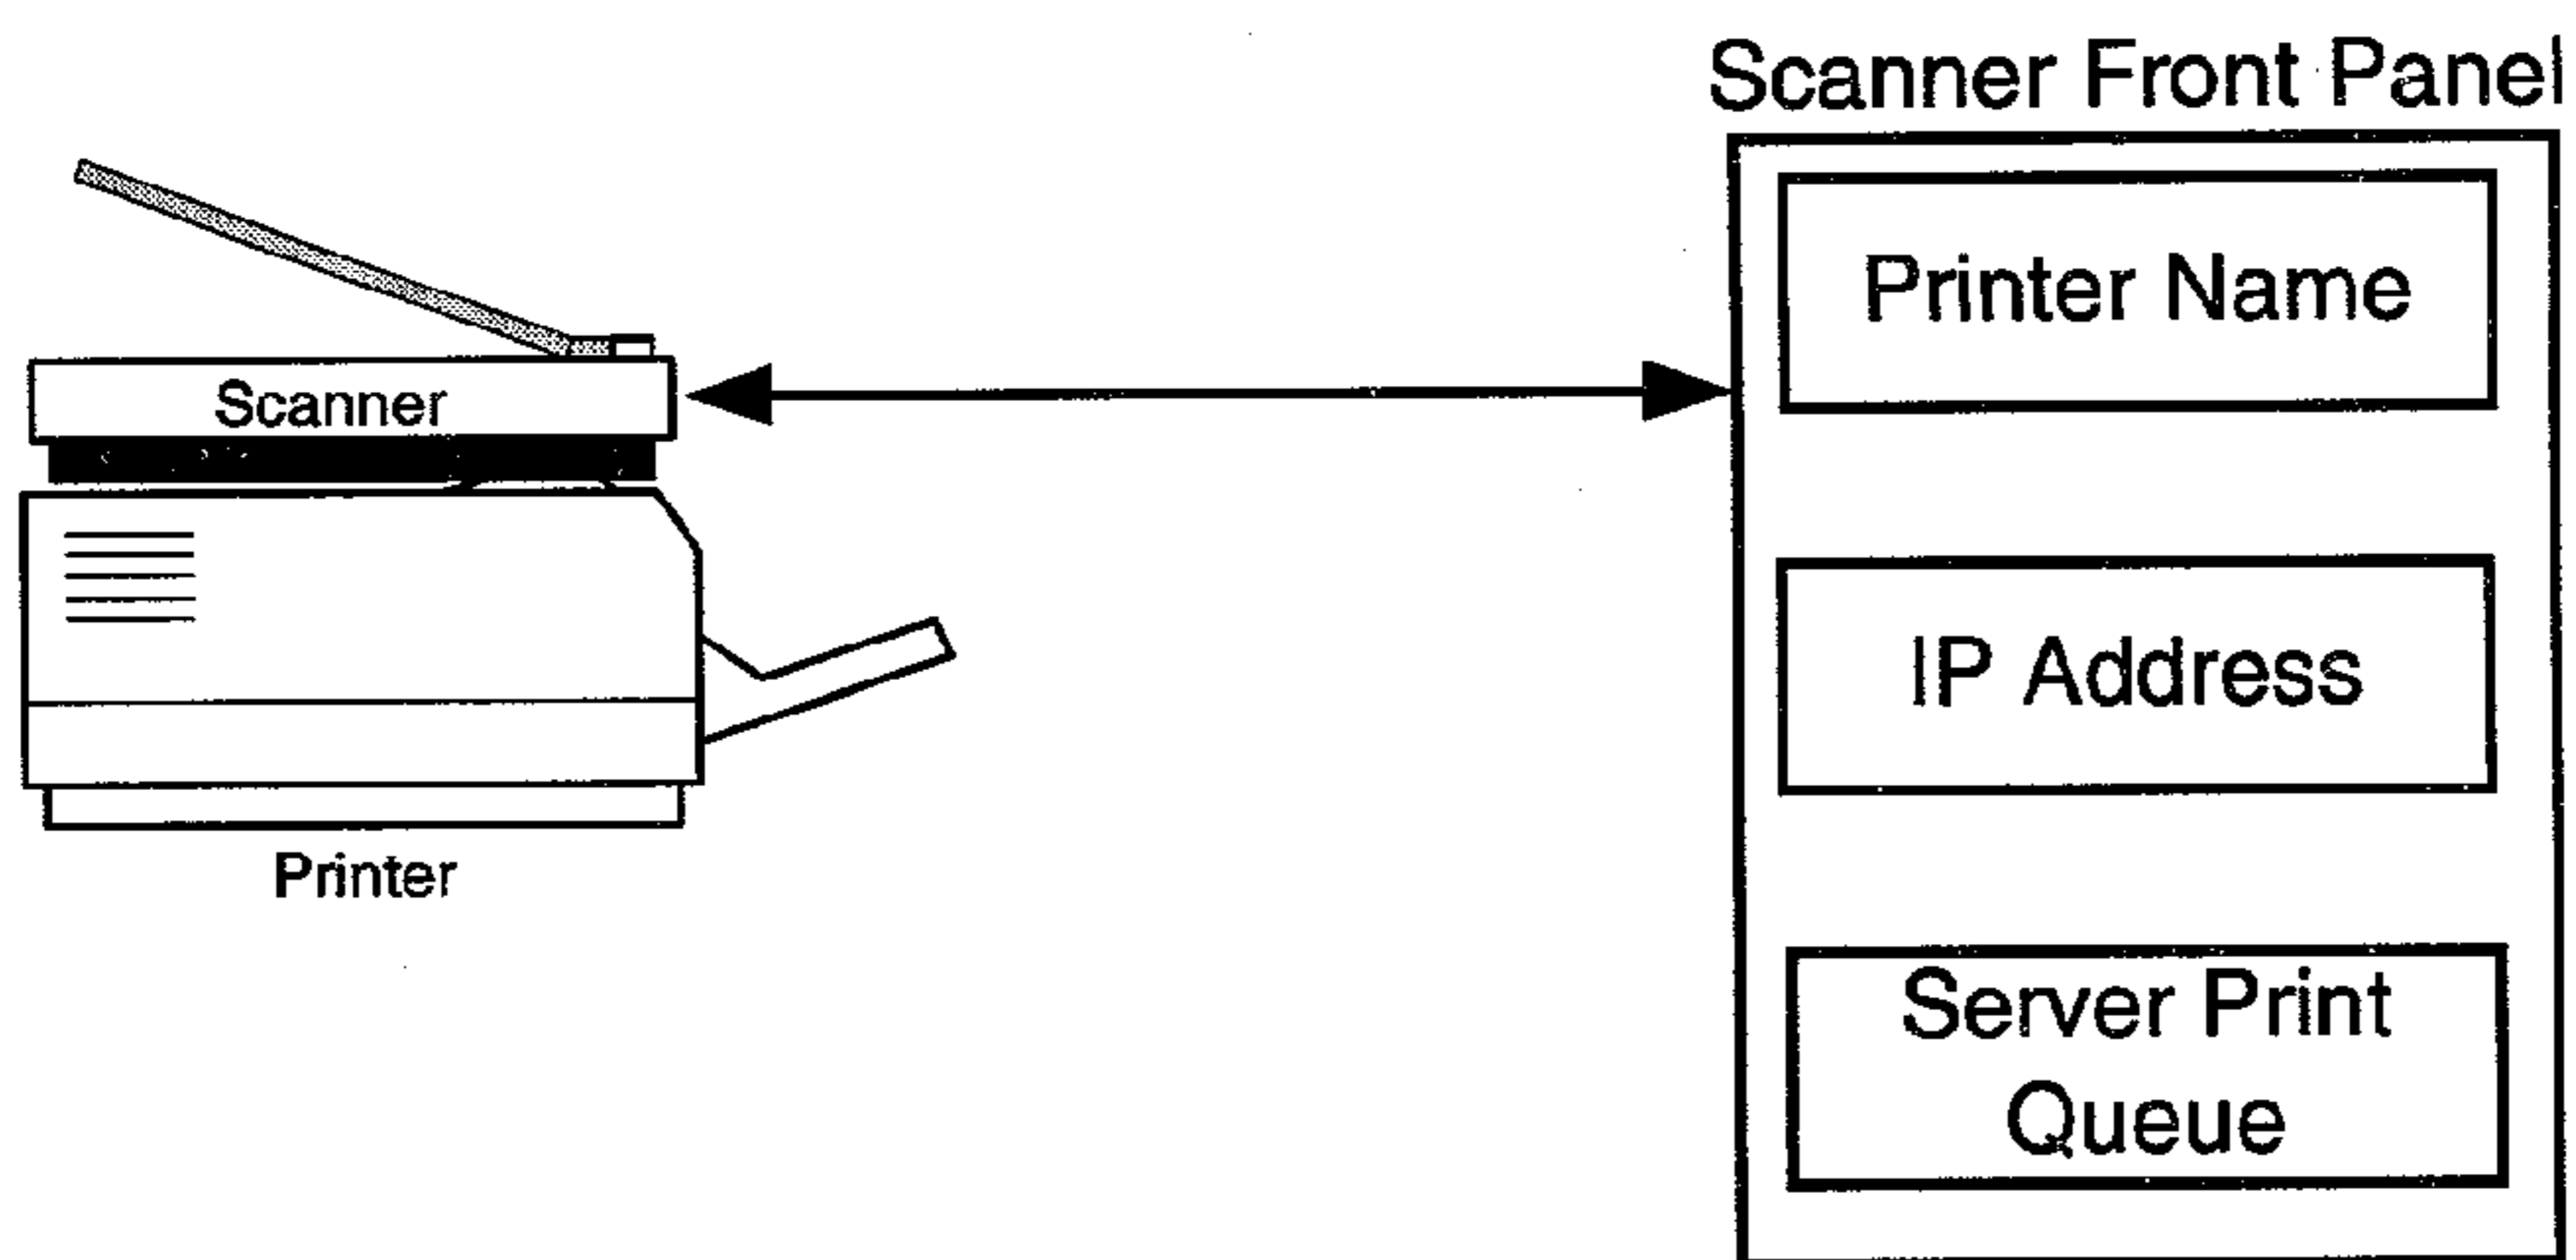 Scanner Front Panel
Printer Name
Scanner
IP Address
Printer
Server Print
Queue